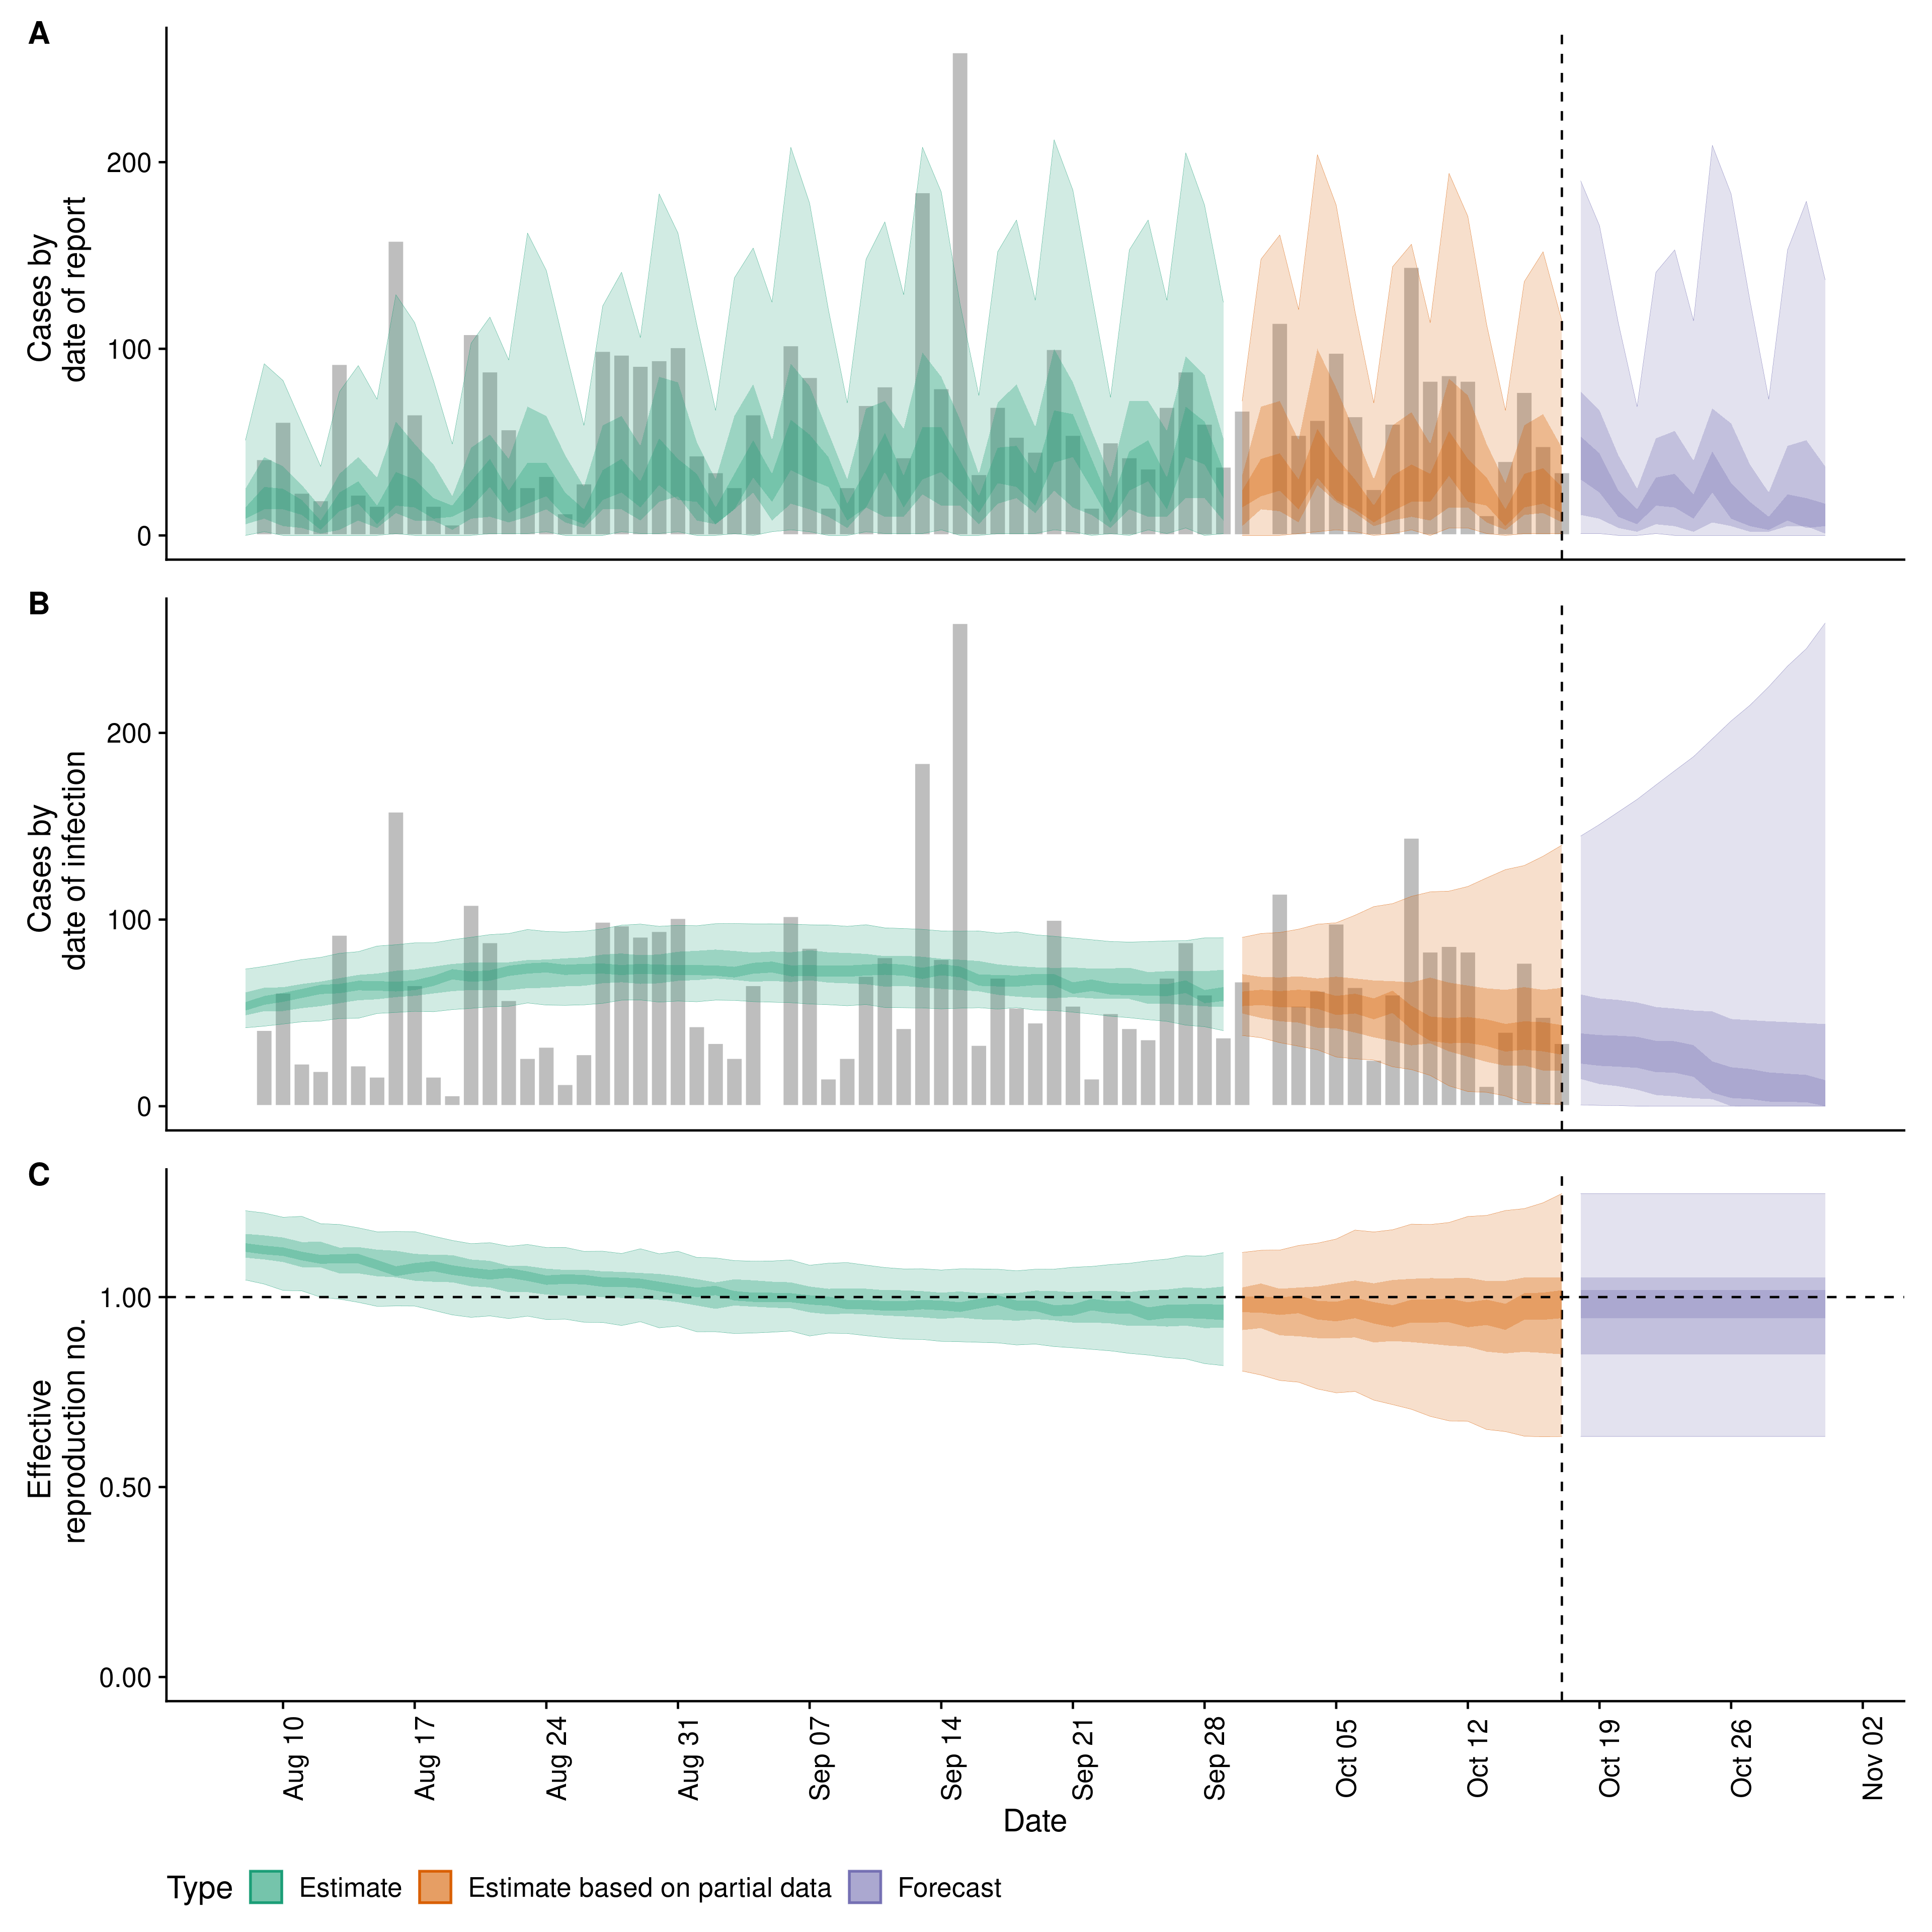 A
200
100
0
Cases by
date of report
B
200
100
0
Cases by
date of infection
C
1.00
0.50
0.00
Effective
reproduction no.
Aug 10
Aug 17
Aug 24
Aug 31
Sep 07
Sep 14
Sep 21
Sep 28
Oct 05
Oct 12
Oct 19
Oct 26
Nov 02
Date
Type Estimate Estimate based on partial data Forecast